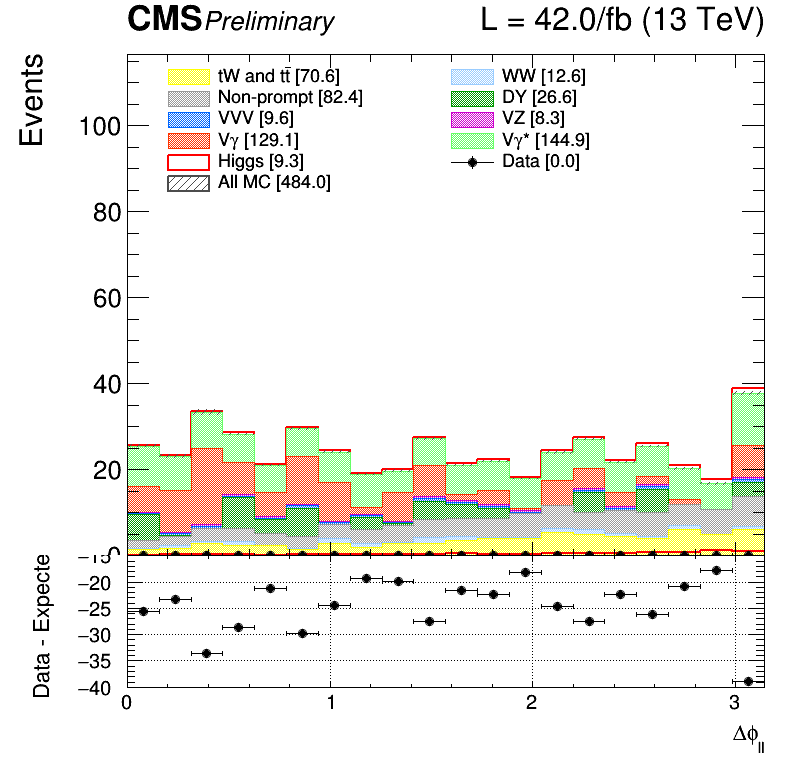 CMS Preliminary L = 42.0/fb (13 TeV)
Events
tW and tt̄ [70.6] WW [12.6]
Non-prompt [82.4] DY [26.6]
VVV [9.6] VZ [8.3]
Vγ [129.1] Vγ* [144.9]
Higgs [9.3] Data [0.0]
All MC [484.0]
100
80
60
40
20
0
Data - Expecte
−15
−20
−25
−30
−35
−40
0 1 2 3
Δϕll